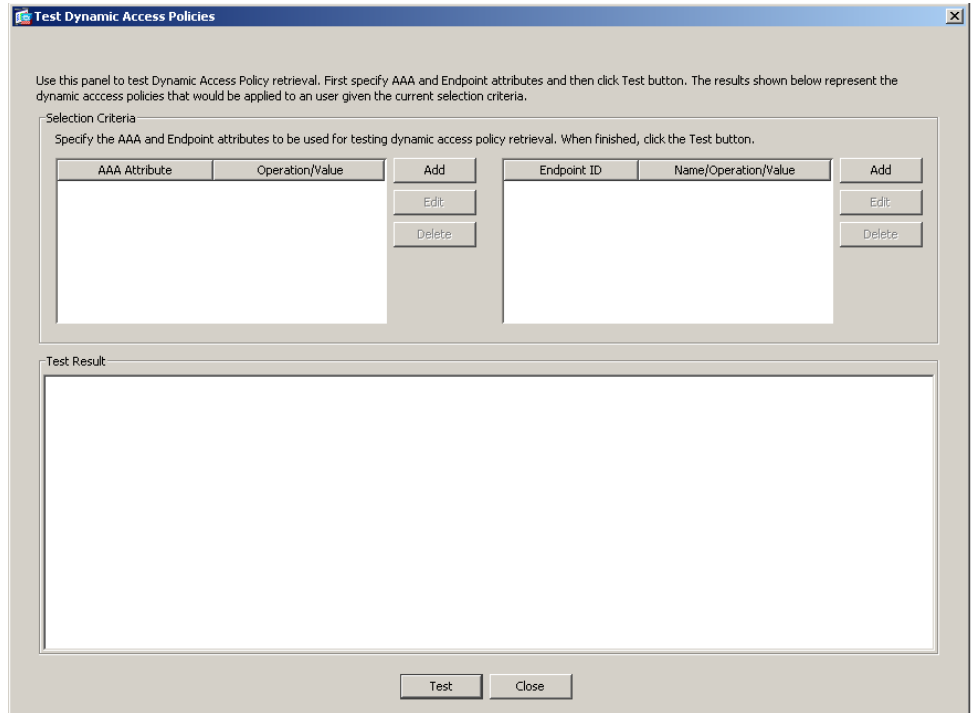 Test Dynamic Access Policies
Use this panel to test Dynamic Access Policy retrieval. First specify AAA and Endpoint attributes and then click Test button. The results shown below represent the
dynamic acccess policies that would be applied to an user given the current selection criteria.
Selection Criteria
Specify the AAA and Endpoint attributes to be used for testing dynamic access policy retrieval. When finished, click the Test button.
AAA Attribute Operation/Value Add Endpoint ID Name/Operation/Value Add
Edit Edit
Delete Delete
Test Result
Test Close